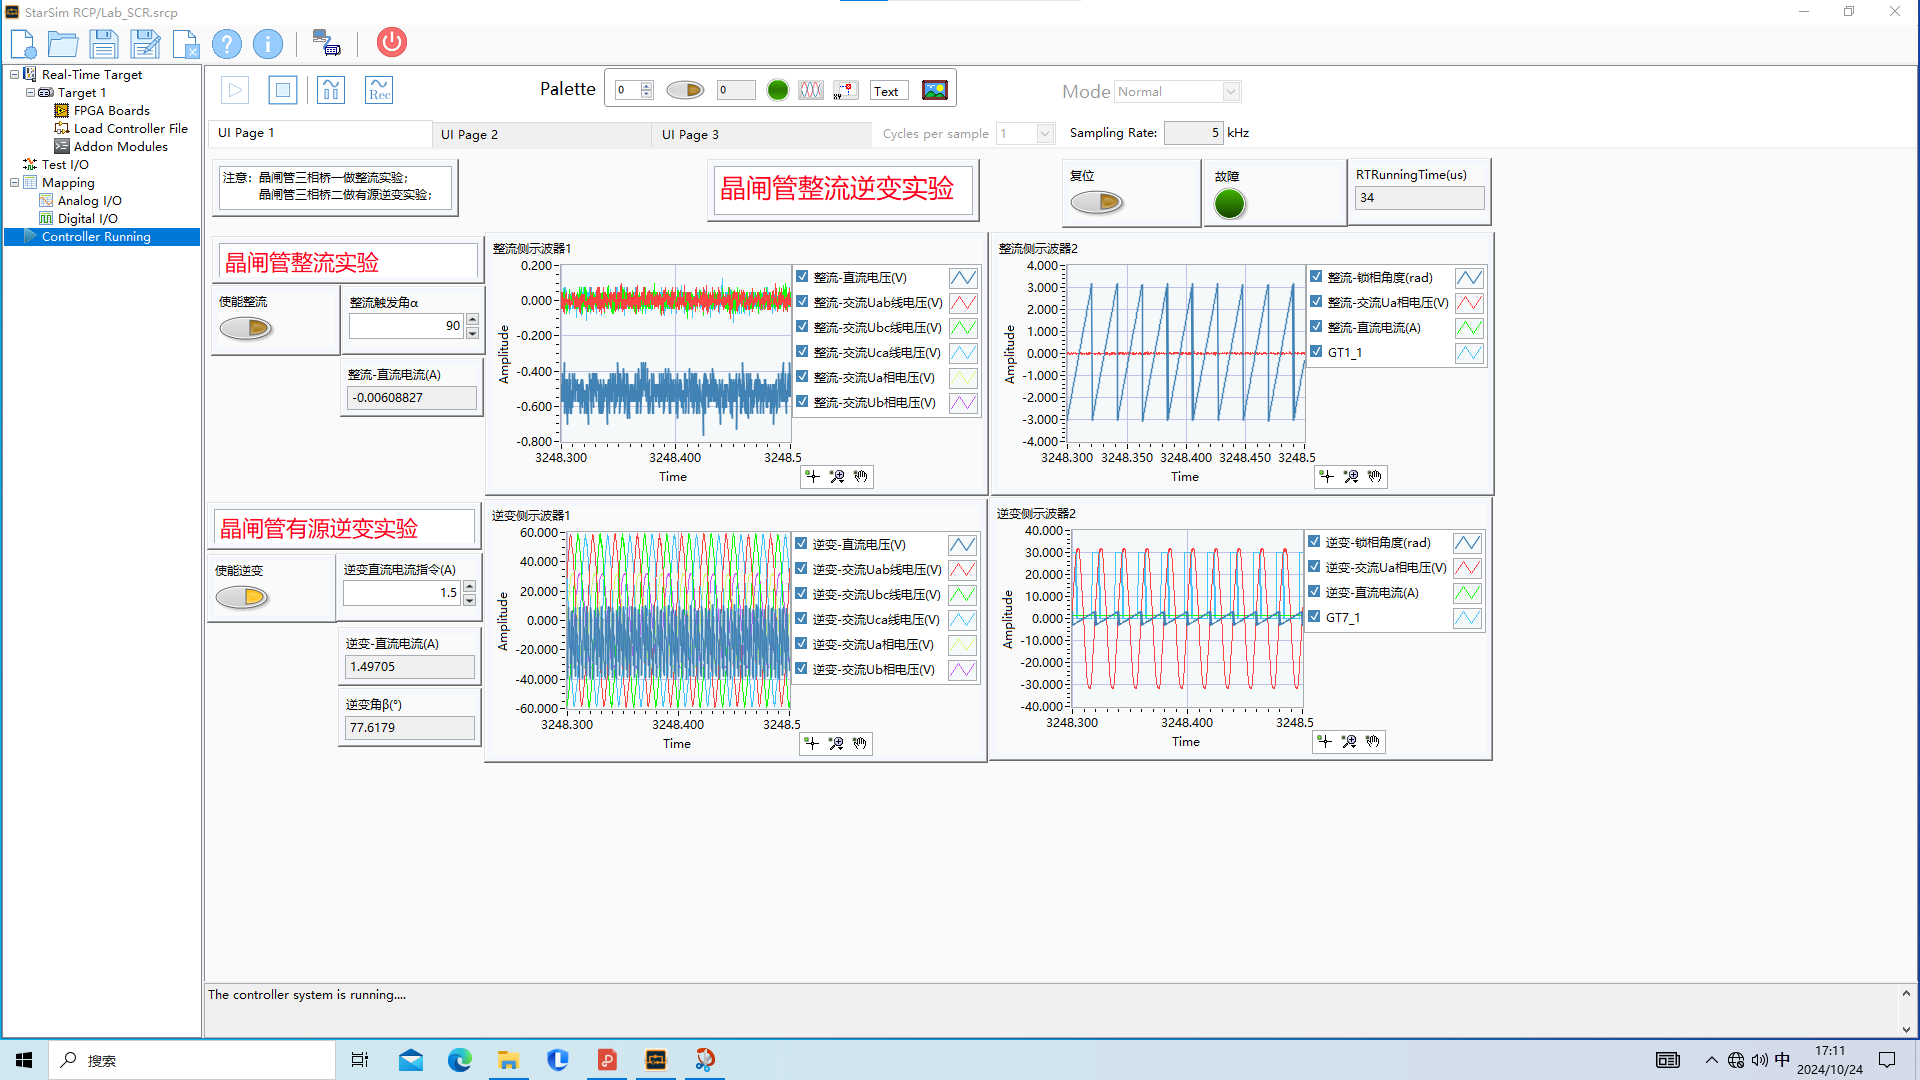 StarSim RCP/Lab_SCR.srcp
Real-Time Target
Target 1
FPGA Boards
Load Controller File
Addon Modules
Test I/O
Mapping
Analog I/O
Digital I/O
Controller Running
Rec
Palette
0
0
xy
Text
Mode
Normal
UI Page 1
UI Page 2
UI Page 3
Cycles per sample
1
Sampling Rate:
5
kHz
注意：晶闸管三相桥一做整流实验；
晶闸管三相桥二做有源逆变实验；
晶闸管整流逆变实验
复位
故障
RTRunningTime(us)
34
晶闸管整流实验
使能整流
整流触发角α
90
整流-直流电流(A)
-0.00608827
整流侧示波器1
Amplitude
0.200
0.000
-0.200
-0.400
-0.600
-0.800
3248.300
3248.400
3248.5
Time
整流-直流电压(V)
整流-交流Uab线电压(V)
整流-交流Ubc线电压(V)
整流-交流Uca线电压(V)
整流-交流Ua相电压(V)
整流-交流Ub相电压(V)
整流侧示波器2
Amplitude
4.000
3.000
2.000
1.000
0.000
-1.000
-2.000
-3.000
-4.000
3248.300
3248.350
3248.400
3248.450
3248.5
Time
整流-锁相角度(rad)
整流-交流Ua相电压(V)
整流-直流电流(A)
GT1_1
晶闸管有源逆变实验
使能逆变
逆变直流电流指令(A)
1.5
逆变-直流电流(A)
1.49705
逆变角β(°)
77.6179
逆变侧示波器1
Amplitude
60.000
40.000
20.000
0.000
-20.000
-40.000
-60.000
3248.300
3248.400
3248.5
Time
逆变-直流电压(V)
逆变-交流Uab线电压(V)
逆变-交流Ubc线电压(V)
逆变-交流Uca线电压(V)
逆变-交流Ua相电压(V)
逆变-交流Ub相电压(V)
逆变侧示波器2
Amplitude
40.000
30.000
20.000
10.000
0.000
-10.000
-20.000
-30.000
-40.000
3248.300
3248.400
3248.5
Time
逆变-锁相角度(rad)
逆变-交流Ua相电压(V)
逆变-直流电流(A)
GT7_1
The controller system is running....
搜索
中
17:11
2024/10/24